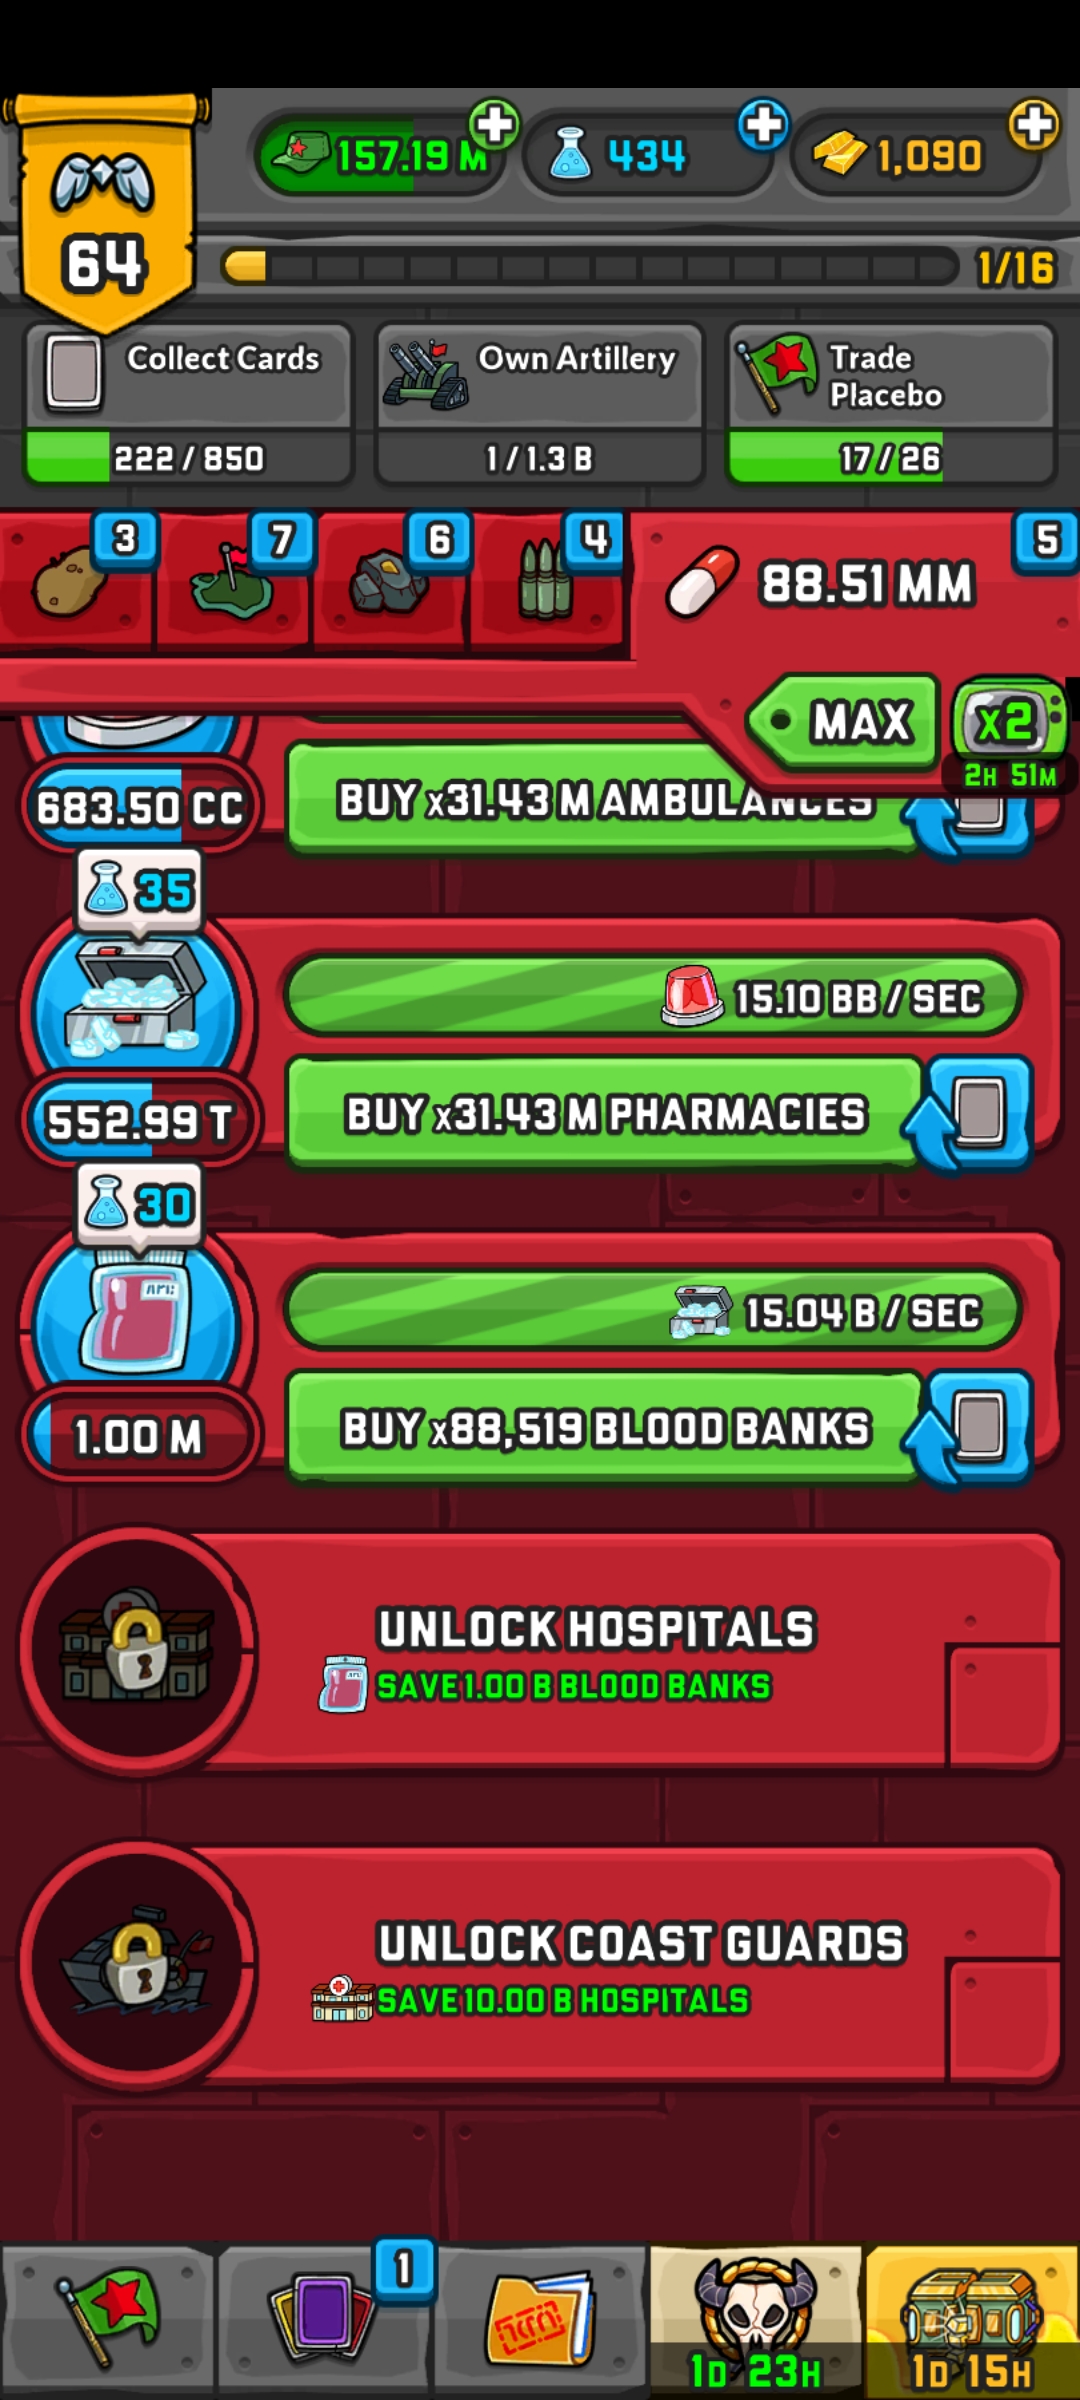 157.19 M
434
1,090
64
1/16
Collect Cards
222 / 850
Own Artillery
1 / 1.3 B
Trade
Placebo
17 / 26
3
7
6
4
5
88.51 MM
MAX
x2
2H 51M
683.50 CC
BUY x31.43 M AMBULANCES
35
15.10 BB / SEC
552.99 T
BUY x31.43 M PHARMACIES
30
15.04 B / SEC
1.00 M
BUY x88,519 BLOOD BANKS
UNLOCK HOSPITALS
SAVE 1.00 B BLOOD BANKS
UNLOCK COAST GUARDS
SAVE 10.00 B HOSPITALS
1
1D 23H
1D 15H